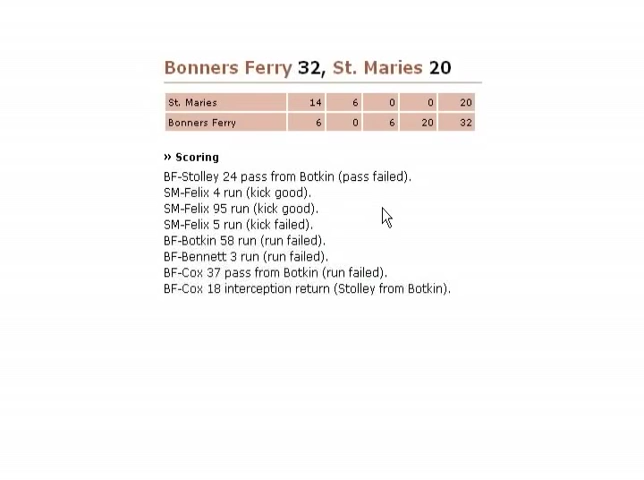 Bonners Ferry 32, St. Maries 20
St. Maries 14 6 0 0 20
Bonners Ferry 6 0 6 20 32
» Scoring
BF-Stolley 24 pass from Botkin (pass failed).
SM-Felix 4 run (kick good).
SM-Felix 95 run (kick good).
SM-Felix 5 run (kick failed).
BF-Botkin 58 run (run failed).
BF-Bennett 3 run (run failed).
BF-Cox 37 pass from Botkin (run failed).
BF-Cox 18 interception return (Stolley from Botkin).